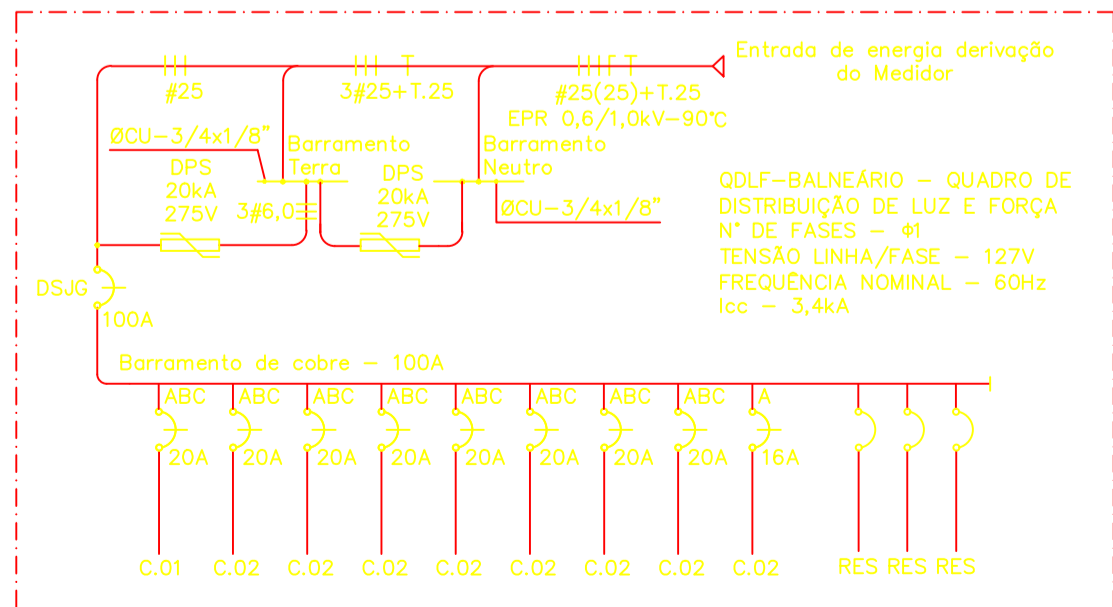 Entrada de energia derivação
do Medidor
#25
3#25+T.25
#25(25)+T.25
EPR 0,6/1,0kV-90°C
ØCU-3/4x1/8"
Barramento
Terra
Barramento
Neutro
DPS
20kA
275V
3#6,0
DPS
20kA
275V
ØCU-3/4x1/8"
QDLF-BALNEÁRIO - QUADRO DE
DISTRIBUIÇÃO DE LUZ E FORÇA
N° DE FASES - Φ1
TENSÃO LINHA/FASE - 127V
FREQUÊNCIA NOMINAL - 60Hz
Icc - 3,4kA
DSJG
100A
Barramento de cobre - 100A
ABC ABC ABC ABC ABC ABC ABC ABC A
20A 20A 20A 20A 20A 20A 20A 20A 16A
C.01 C.02 C.02 C.02 C.02 C.02 C.02 C.02 C.02 RES RES RES